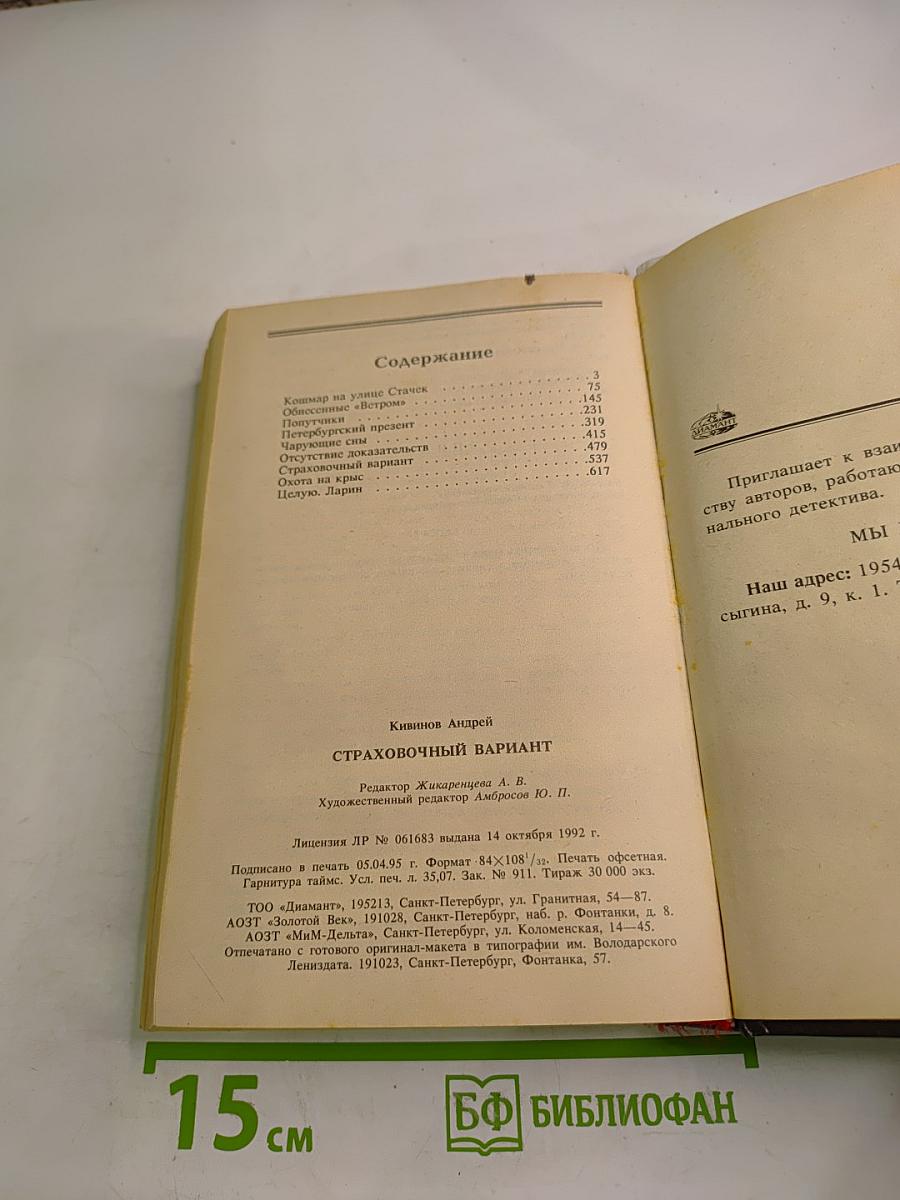 Содержание
Кошмар на улице Стачек . . . . . . . . . . . . . . . . 3
Обнесенные «Ветром» . . . . . . . . . . . . . . . . 75
Попутчики . . . . . . . . . . . . . . . . . . . . . .145
Петербургский презент . . . . . . . . . . . . . . . .231
Чарующие сны . . . . . . . . . . . . . . . . . . . .319
Отсутствие доказательств . . . . . . . . . . . . . . .415
Страховочный вариант . . . . . . . . . . . . . . . .479
Охота на крыс . . . . . . . . . . . . . . . . . . . .537
Целую. Ларин . . . . . . . . . . . . . . . . . . . .617
Кивинов Андрей
СТРАХОВОЧНЫЙ ВАРИАНТ
Редактор Жикаренцева А. В.
Художественный редактор Амбросов Ю. П.
Лицензия ЛР № 061683 выдана 14 октября 1992 г.
Подписано в печать 05.04.95 г. Формат 84×108¹/₃₂. Печать офсетная.
Гарнитура таймс. Усл. печ. л. 35,07. Зак. № 911. Тираж 30 000 экз.
ТОО «Диамант», 195213, Санкт-Петербург, ул. Гранитная, 54—87.
АОЗТ «Золотой Век», 191028, Санкт-Петербург, наб. р. Фонтанки, д. 8.
АОЗТ «МиМ-Дельта», Санкт-Петербург, ул. Коломенская, 14—45.
Отпечатано с готового оригинал-макета в типографии им. Володарского
Лениздата. 191023, Санкт-Петербург, Фонтанка, 57.
ДИАМАНТ
Приглашает к взаи
ству авторов, работаю
нального детектива.
МЫ
Наш адрес: 1954
сыгина, д. 9, к. 1.
15 см
БФ БИБЛИОФАН